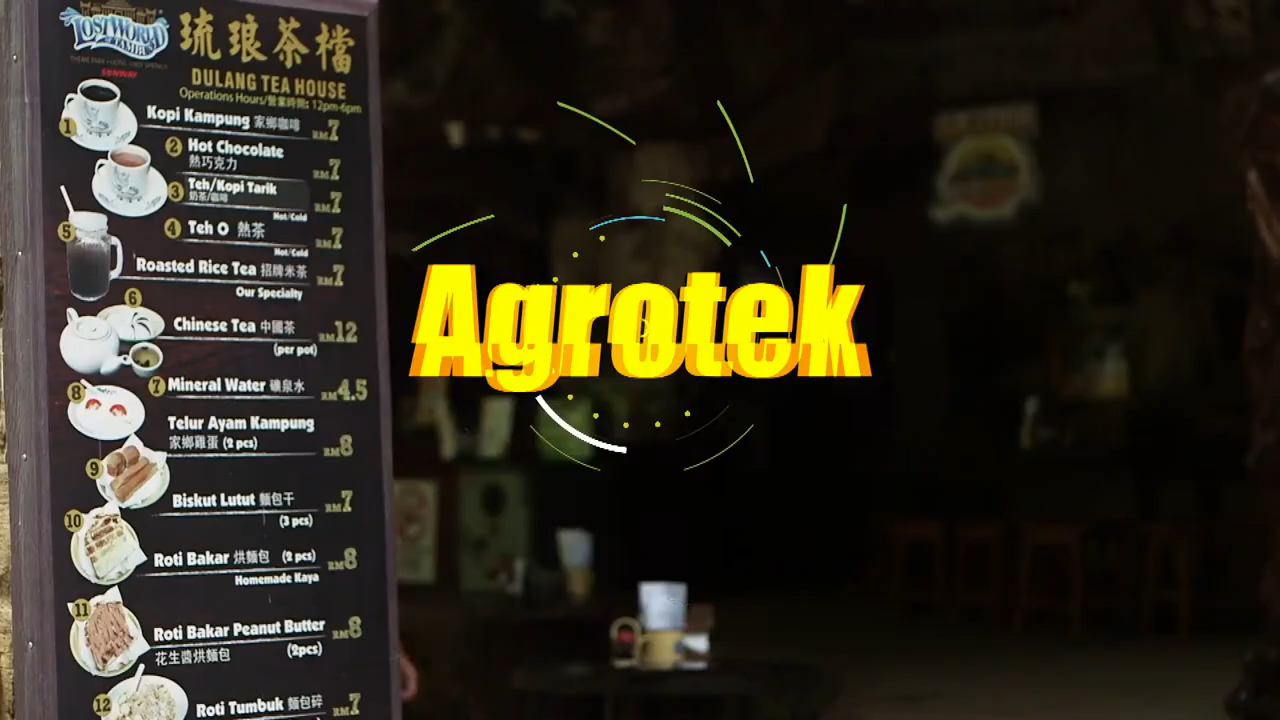 LOST WORLD
OF TAMBUN
SUNWAY
琉琅茶檔
DULANG TEA HOUSE
Operations Hours/營業時間: 12pm-6pm
1 Kopi Kampung 家鄉咖啡 RM7
2 Hot Chocolate
熱巧克力 RM7
3 Teh/Kopi Tarik
奶茶/咖啡 RM7
Hot/Cold
4 Teh O 熱茶 RM7
Hot/Cold
5 Roasted Rice Tea 招牌米茶 RM7
Our Specialty
6 Chinese Tea 中國茶 RM12
(per pot)
7 Mineral Water 礦泉水 RM4.5
8 Telur Ayam Kampung
家鄉雞蛋 (2 pcs) RM8
9 Biskut Lutut 麵包干 RM7
(3 pcs)
10 Roti Bakar 烘麵包 (2 pcs) RM8
Homemade Kaya
11 Roti Bakar Peanut Butter RM8
花生醬烘麵包 (2pcs)
12 Roti Tumbuk 麵包碎 RM7
Agrotek